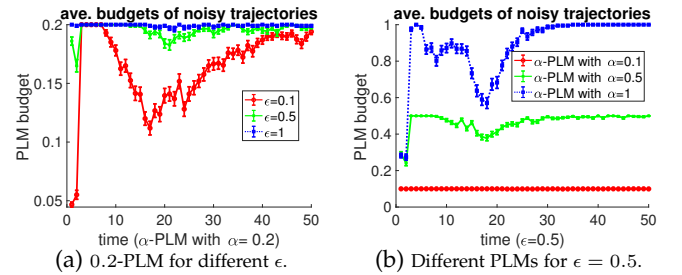 ave. budgets of noisy trajectories
0.2
0.15
0.1
0.05
PLM budget
ϵ=0.1
ϵ=0.5
ϵ=1
0 10 20 30 40 50
time (α-PLM with α= 0.2)
(a) 0.2-PLM for different ϵ.
ave. budgets of noisy trajectories
1
0.8
0.6
0.4
0.2
0
PLM budget
α-PLM with α=0.1
α-PLM with α=0.5
α-PLM with α=1
0 10 20 30 40 50
time (ϵ=0.5)
(b) Different PLMs for ϵ = 0.5.